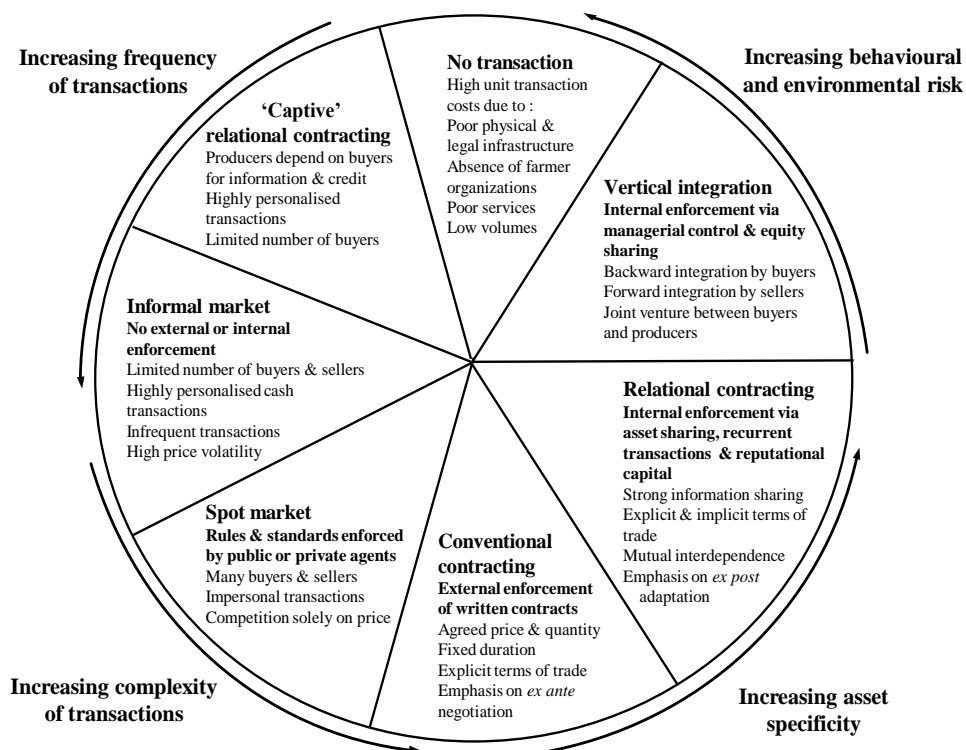 Increasing frequency
of transactions
Increasing behavioural
and environmental risk
No transaction
High unit transaction
costs due to :
Poor physical &
legal infrastructure
Absence of farmer
organizations
Poor services
Low volumes
‘Captive’
relational contracting
Producers depend on buyers
for information & credit
Highly personalised
transactions
Limited number of buyers
Vertical integration
Internal enforcement via
managerial control & equity
sharing
Backward integration by buyers
Forward integration by sellers
Joint venture between buyers
and producers
Informal market
No external or internal
enforcement
Limited number of buyers & sellers
Highly personalised cash
transactions
Infrequent transactions
High price volatility
Relational contracting
Internal enforcement via
asset sharing, recurrent
transactions & reputational
capital
Strong information sharing
Explicit & implicit terms of
trade
Mutual interdependence
Emphasis on ex post
adaptation
Spot market
Rules & standards enforced
by public or private agents
Many buyers & sellers
Impersonal transactions
Competition solely on price
Conventional
contracting
External enforcement
of written contracts
Agreed price & quantity
Fixed duration
Explicit terms of trade
Emphasis on ex ante
negotiation
Increasing complexity
of transactions
Increasing asset
specificity